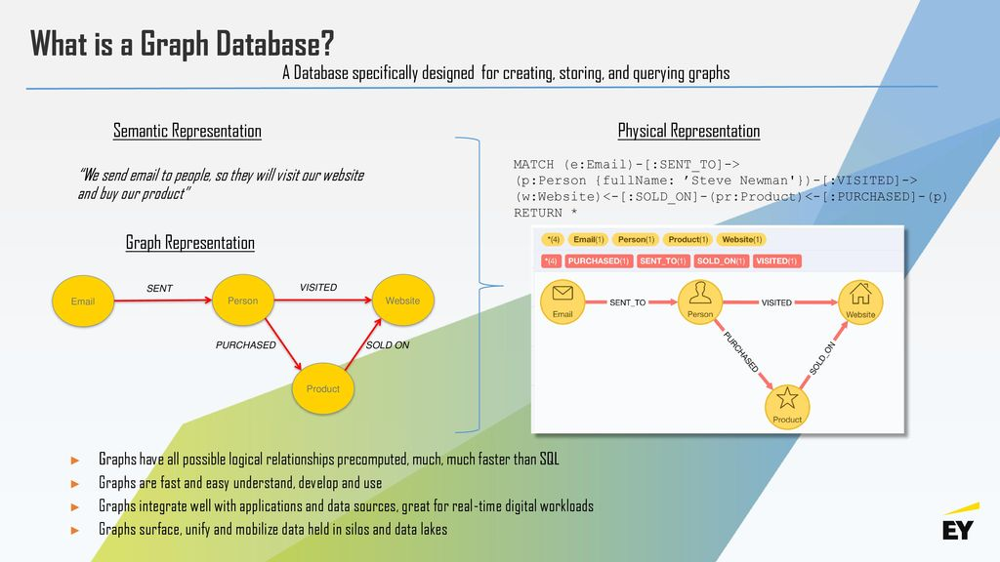 What is a Graph Database?
A Database specifically designed for creating, storing, and querying graphs
Semantic Representation
“We send email to people, so they will visit our website
and buy our product”
Graph Representation
Email
SENT
Person
VISITED
Website
PURCHASED
SOLD ON
Product
Physical Representation
MATCH (e:Email)-[:SENT_TO]->
(p:Person {fullName: ’Steve Newman'})-[:VISITED]->
(w:Website)<-[:SOLD_ON]-(pr:Product)<-[:PURCHASED]-(p)
RETURN *
*(4) Email(1) Person(1) Product(1) Website(1)
*(4) PURCHASED(1) SENT_TO(1) SOLD_ON(1) VISITED(1)
Email
SENT_TO
Person
VISITED
Website
PURCHASED
SOLD_ON
Product
► Graphs have all possible logical relationships precomputed, much, much faster than SQL
► Graphs are fast and easy understand, develop and use
► Graphs integrate well with applications and data sources, great for real-time digital workloads
► Graphs surface, unify and mobilize data held in silos and data lakes
EY